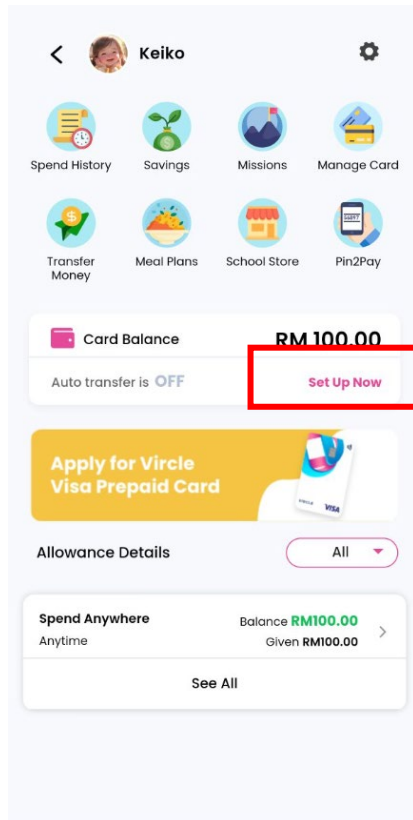 Keiko
Spend History Savings Missions Manage Card
Transfer Money Meal Plans School Store Pin2Pay
Card Balance RM 100.00
Auto transfer is OFF Set Up Now
Apply for Vircle
Visa Prepaid Card
VIRCLE VISA
Allowance Details All
Spend Anywhere Balance RM100.00
Anytime Given RM100.00
See All